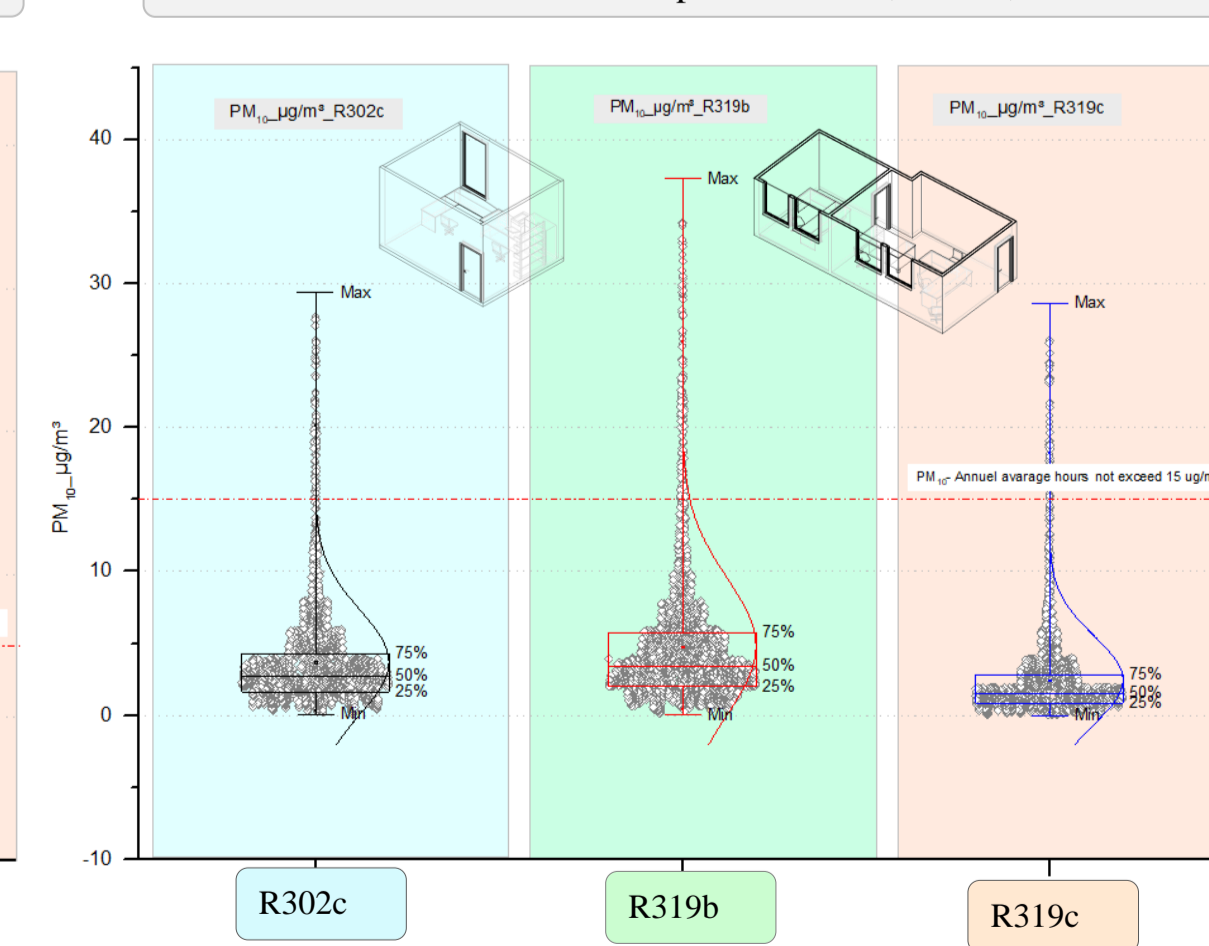 PM₁₀_µg/m³_R302c
PM₁₀_µg/m³_R319b
PM₁₀_µg/m³_R319c
PM₁₀_µg/m³
40
30
20
10
0
-10
Max
75%
50%
25%
Min
Max
75%
50%
25%
Min
Max
PM₁₀- Annuel avarage hours not exceed 15 ug/m
75%
50%
25%
Min
R302c
R319b
R319c